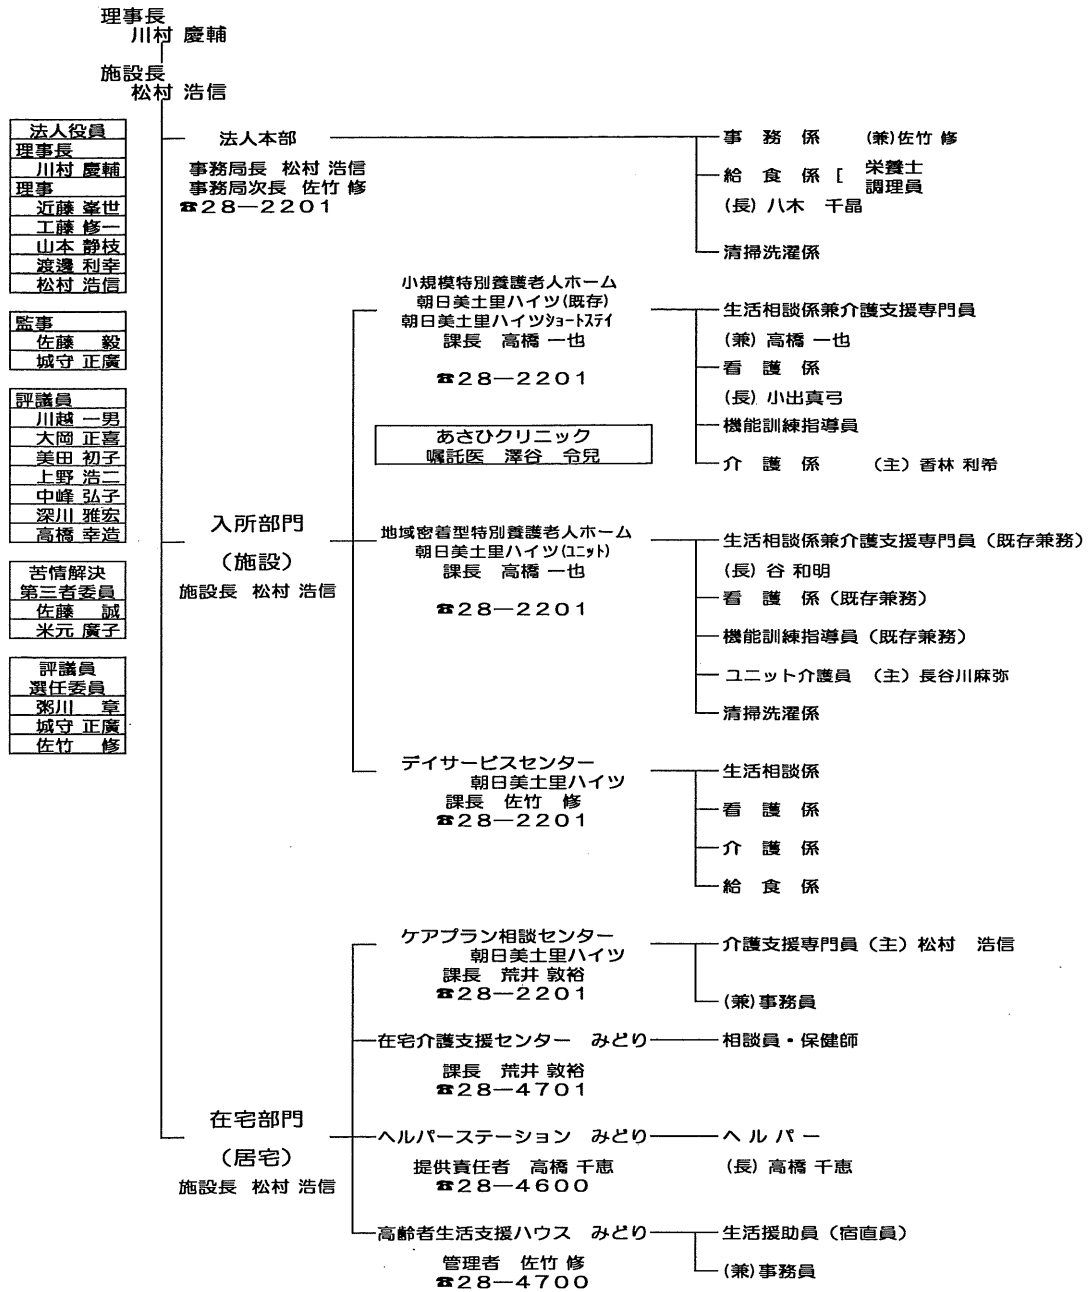 理事長
川村 慶輔
施設長
松村 浩信
法人役員
理事長
川村 慶輔
理事
近藤 峯世
工藤 修一
山本 静枝
渡邊 利幸
松村 浩信
監事
佐藤　毅
城守 正廣
評議員
川越 一男
大岡 正喜
美田 初子
上野 浩二
中峰 弘子
深川 雅宏
高橋 幸造
苦情解決
第三者委員
佐藤　誠
米元 廣子
評議員
選任委員
粥川　章
城守 正廣
佐竹　修
法人本部
事務局長 松村 浩信
事務局次長 佐竹 修
☎28－2201
事　務　係　(兼)佐竹 修
給　食　係 [ 栄養士
調理員
(長) 八木　千晶
清掃洗濯係
入所部門
（施設）
施設長 松村 浩信
小規模特別養護老人ホーム
朝日美土里ハイツ(既存)
朝日美土里ハイツショートステイ
課長　高橋 一也
☎28－2201
生活相談係兼介護支援専門員
(兼) 高橋 一也
看　護　係
(長) 小出真弓
機能訓練指導員
介　護　係　（主）香林 利希
あさひクリニック
嘱託医　澤谷　令兒
地域密着型特別養護老人ホーム
朝日美土里ハイツ(ユニット)
課長　高橋 一也
☎28－2201
生活相談係兼介護支援専門員（既存兼務）
(長) 谷 和明
看　護　係（既存兼務）
機能訓練指導員（既存兼務）
ユニット介護員　（主）長谷川麻弥
清掃洗濯係
デイサービスセンター
朝日美土里ハイツ
課長　佐竹　修
☎28－2201
生活相談係
看　護　係
介　護　係
給　食　係
在宅部門
（居宅）
施設長 松村 浩信
ケアプラン相談センター
朝日美土里ハイツ
課長　荒井 敦裕
☎28－2201
介護支援専門員（主）松村　浩信
(兼)事務員
在宅介護支援センター　みどり
課長　荒井 敦裕
☎28－4701
相談員・保健師
ヘルパーステーション　みどり
提供責任者　高橋 千恵
☎28－4600
ヘルパー
(長) 高橋 千恵
高齢者生活支援ハウス　みどり
管理者　佐竹 修
☎28－4700
生活援助員（宿直員）
(兼)事務員